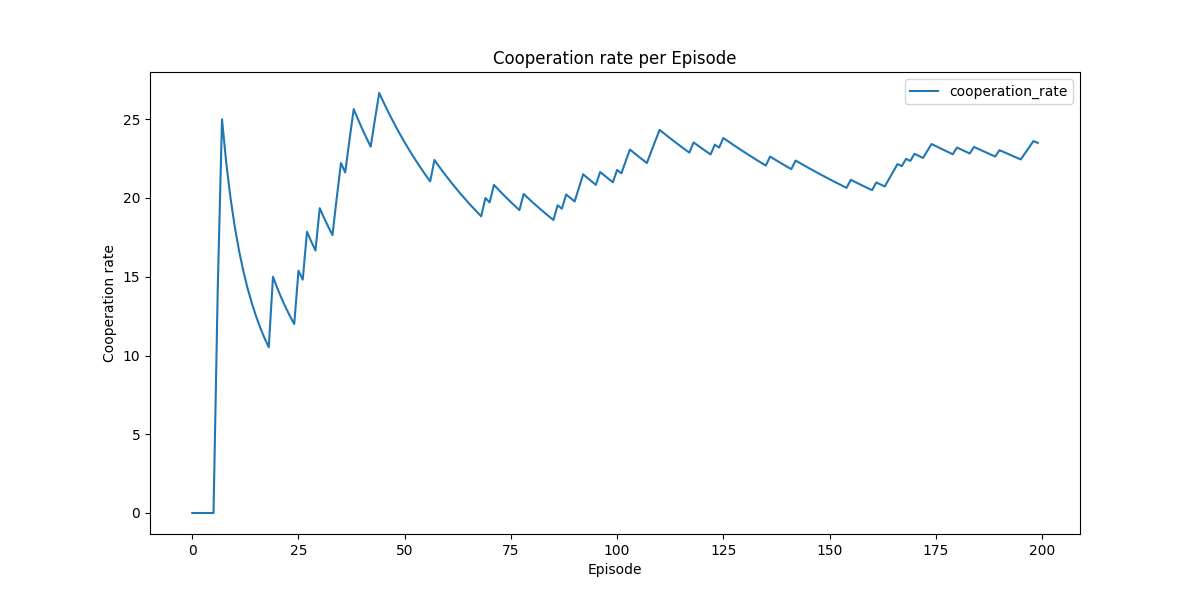 Cooperation rate per Episode
cooperation_rate
Cooperation rate
25
20
15
10
5
0
0 25 50 75 100 125 150 175 200
Episode